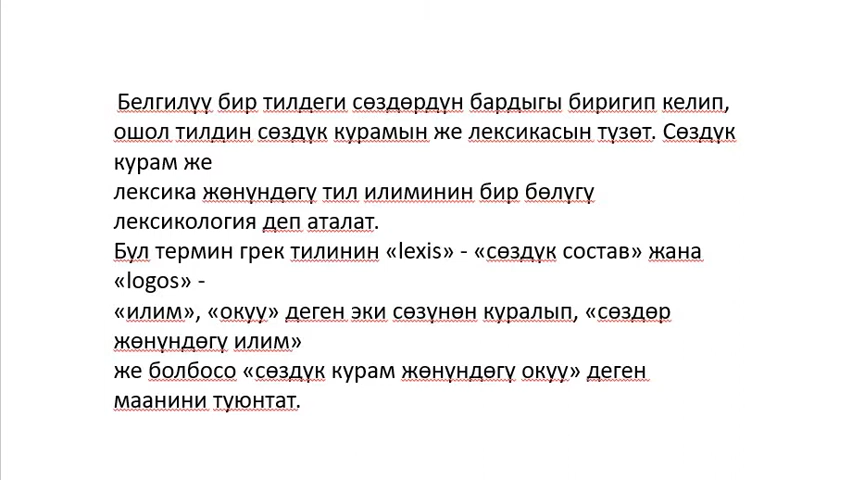 Белгилүү бир тилдеги сөздөрдүн бардыгы биригип келип,
ошол тилдин сөздүк курамын же лексикасын түзөт. Сөздүк
курам же
лексика жөнүндөгү тил илиминин бир бөлүгү
лексикология деп аталат.
Бул термин грек тилинин «lexis» - «сөздүк состав» жана
«logos» -
«илим», «окуу» деген эки сөзүнөн куралып, «сөздөр
жөнүндөгү илим»
же болбосо «сөздүк курам жөнүндөгү окуу» деген
маанини туюнтат.